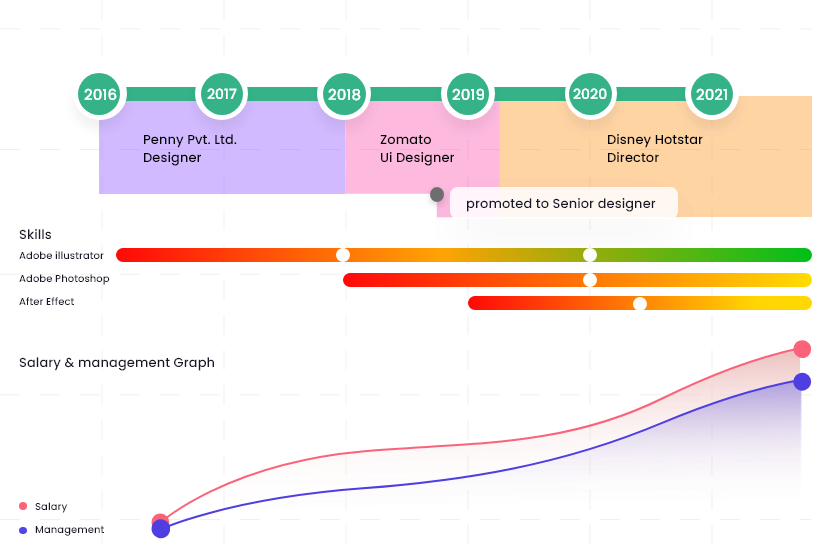 2016 2017 2018 2019 2020 2021
Penny Pvt. Ltd.
Designer
Zomato
Ui Designer
Disney Hotstar
Director
promoted to Senior designer
Skills
Adobe illustrator
Adobe Photoshop
After Effect
Salary & management Graph
Salary
Management